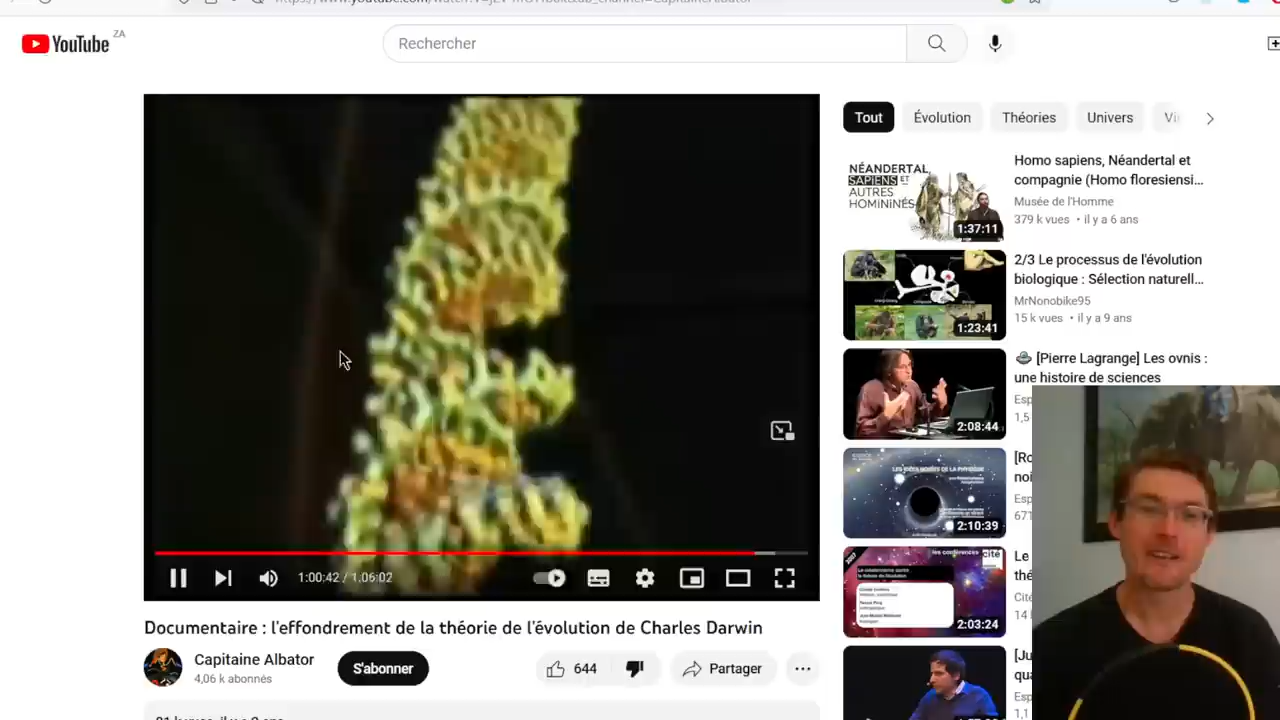 YouTube ZA
Rechercher
Tout
Évolution
Théories
Univers
NÉANDERTAL,
SAPIENS ET
AUTRES
HOMININÉS
1:37:11
Homo sapiens, Néandertal et
compagnie (Homo floresiensi...
Musée de l'Homme
379 k vues • il y a 6 ans
1:23:41
2/3 Le processus de l'évolution
biologique : Sélection naturell...
MrNonobike95
15 k vues • il y a 9 ans
2:08:44
[Pierre Lagrange] Les ovnis :
une histoire de sciences
2:10:39
les conférences
cité
2:03:24
1:00:42 / 1:06:02
Documentaire : l'effondrement de la théorie de l'évolution de Charles Darwin
Capitaine Albator
4,06 k abonnés
S'abonner
644
Partager